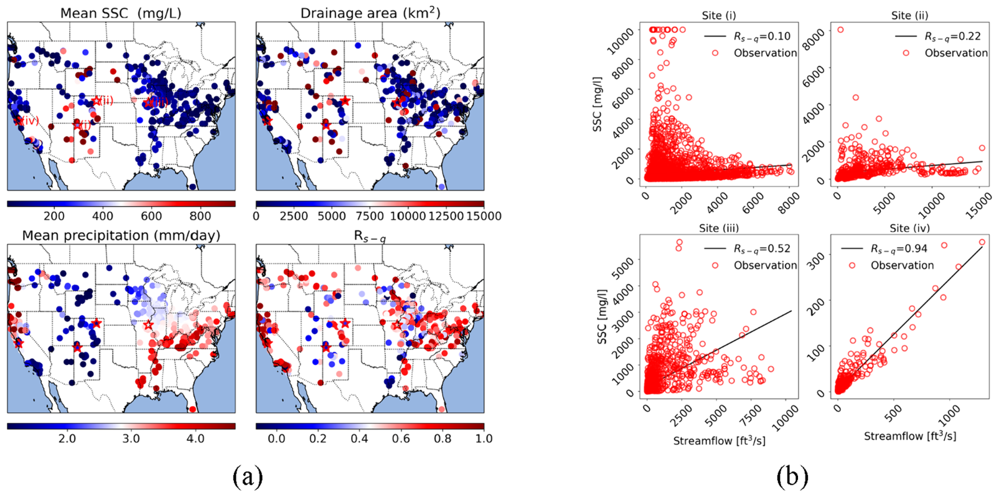 Mean SSC (mg/L)
Drainage area (km²)
(ii)
(iii)
(iv)
(i)
200 400 600 800
0 2500 5000 7500 10000 12500 15000
Mean precipitation (mm/day)
R_{s-q}
2.0 3.0 4.0
0.0 0.2 0.4 0.6 0.8 1.0
(a)
Site (i)
R_{s-q}=0.10
Observation
SSC [mg/l]
10000
8000
6000
4000
2000
0
0 2000 4000 6000 8000
Site (ii)
R_{s-q}=0.22
Observation
8000
6000
4000
2000
0
0 5000 10000 15000
Site (iii)
R_{s-q}=0.52
Observation
SSC [mg/l]
5000
4000
3000
2000
1000
0
0 2500 5000 7500 10000
Streamflow [ft³/s]
Site (iv)
R_{s-q}=0.94
Observation
300
200
100
0
0 500 1000
Streamflow [ft³/s]
(b)